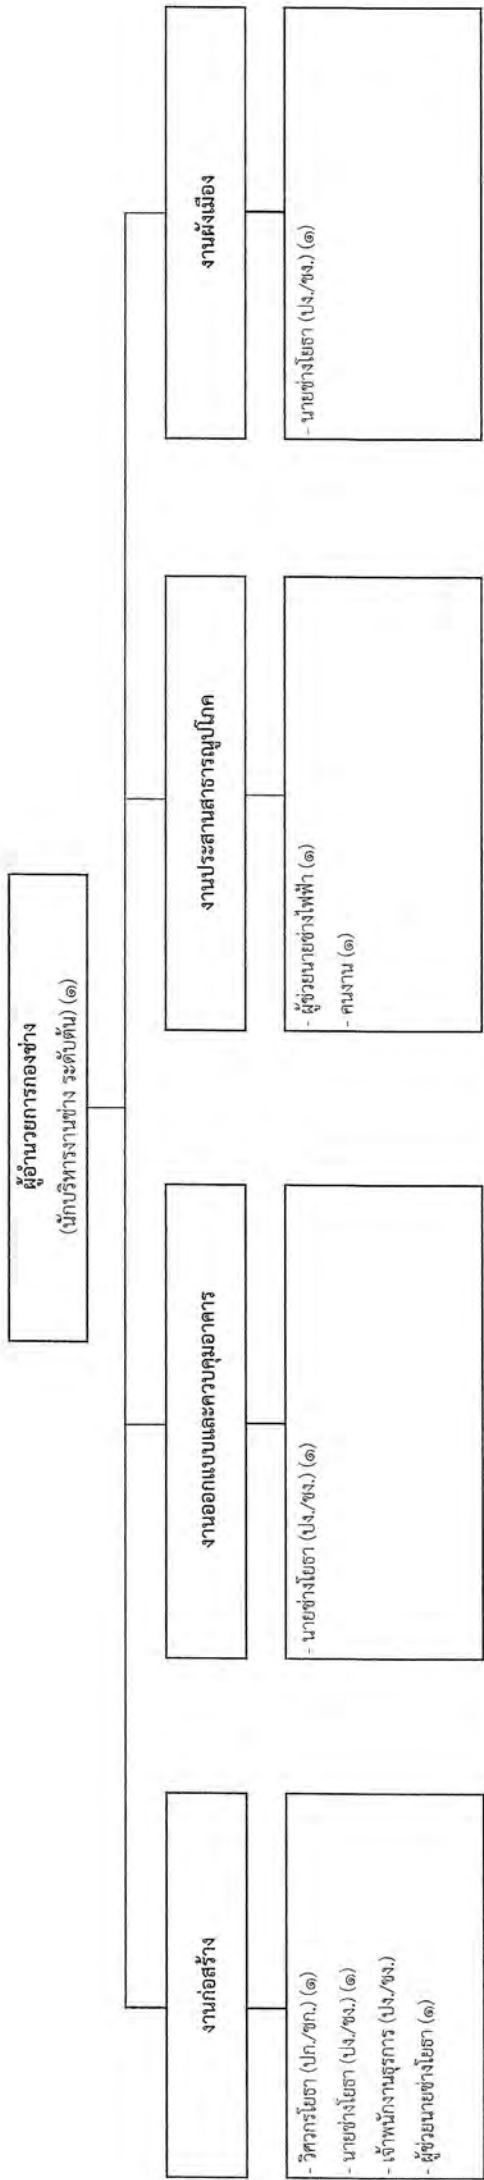 ผู้อำนวยการกองช่าง
(นักบริหารงานช่าง ระดับต้น) (๑)
งานก่อสร้าง
- วิศวกรโยธา (ปก./ชก.) (๑)
- นายช่างโยธา (ปง./ชง.) (๑)
- เจ้าพนักงานธุรการ (ปง./ชง.)
- ผู้ช่วยนายช่างโยธา (๑)
งานออกแบบและควบคุมอาคาร
- นายช่างโยธา (ปง./ชง.) (๑)
งานประสานสาธารณูปโภค
- ผู้ช่วยนายช่างไฟฟ้า (๑)
- คนงาน (๑)
งานผังเมือง
- นายช่างโยธา (ปง./ชง.) (๑)